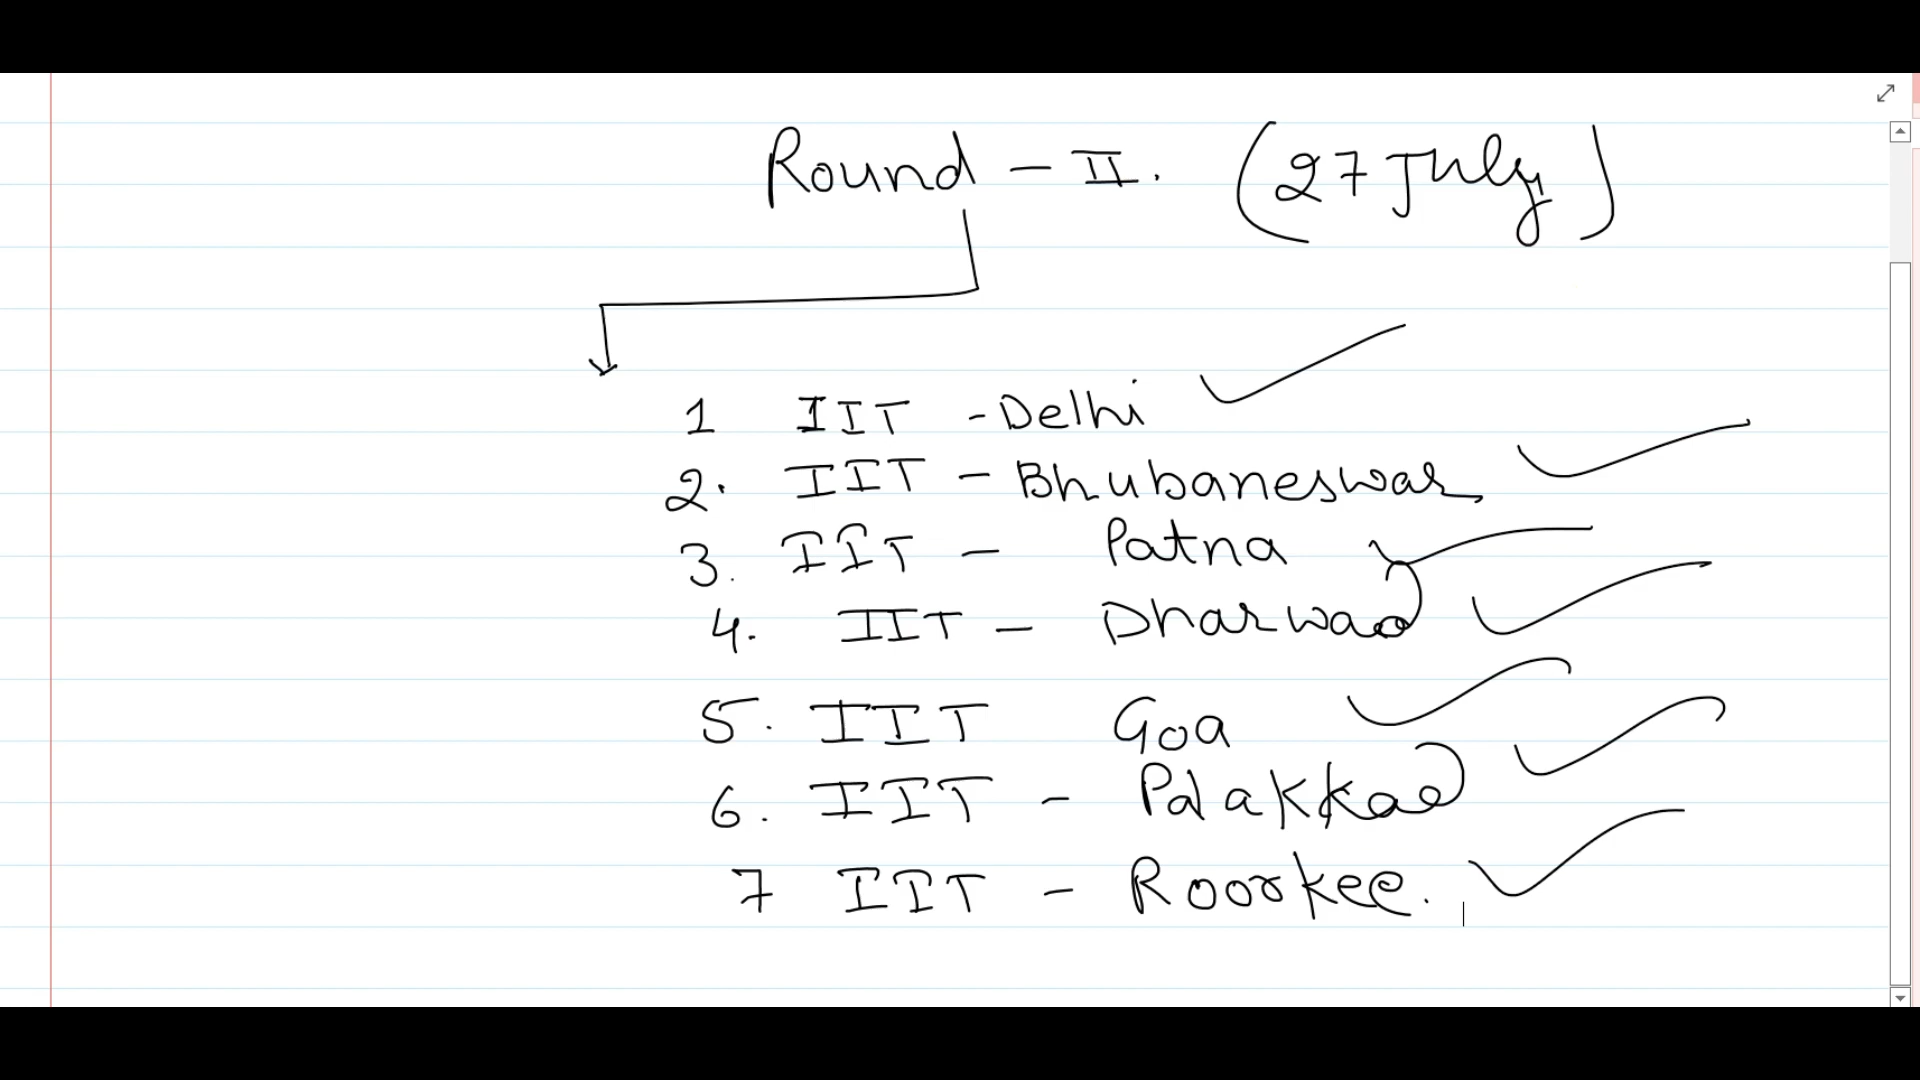 Round - II. (27 July)
1 IIT - Delhi
2. IIT - Bhubaneswar
3. IIT - Patna
4. IIT - Dharwad
5. IIT Goa
6. IIT - Palakkad
7 IIT - Roorkee.